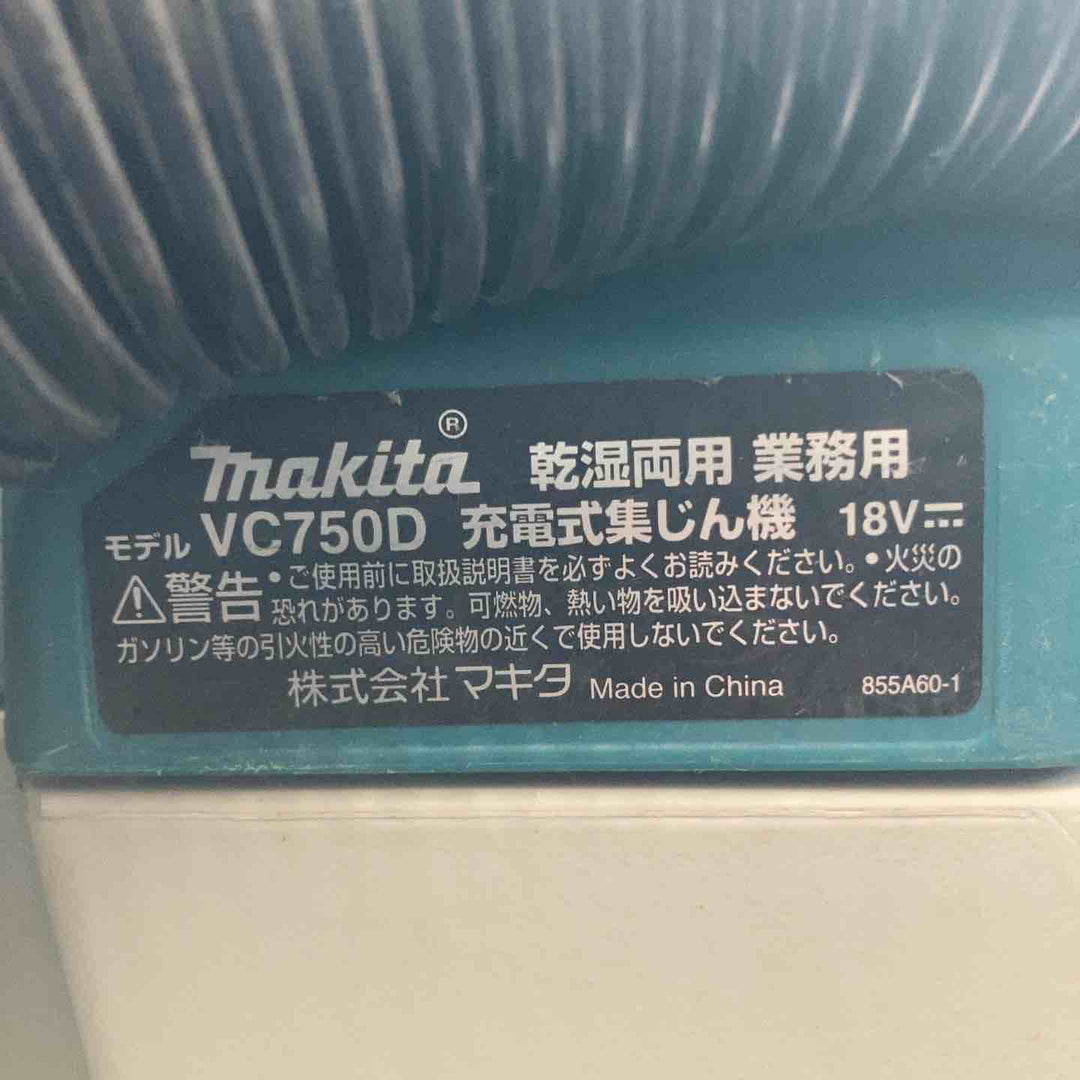 makita® 乾湿両用 業務用
モデル VC750D 充電式集じん機 18V⎓
⚠警告 •ご使用前に取扱説明書を必ずよくお読みください。•火災の
恐れがあります。可燃物、熱い物を吸い込まないでください。
ガソリン等の引火性の高い危険物の近くで使用しないでください。
株式会社マキタ Made in China 855A60-1